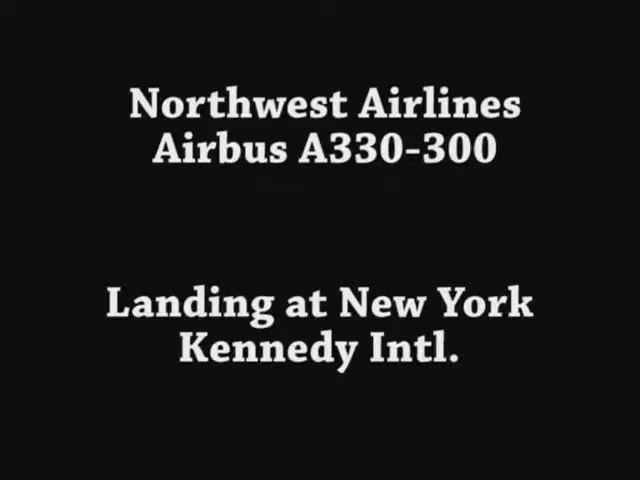 Northwest Airlines
Airbus A330-300
Landing at New York
Kennedy Intl.